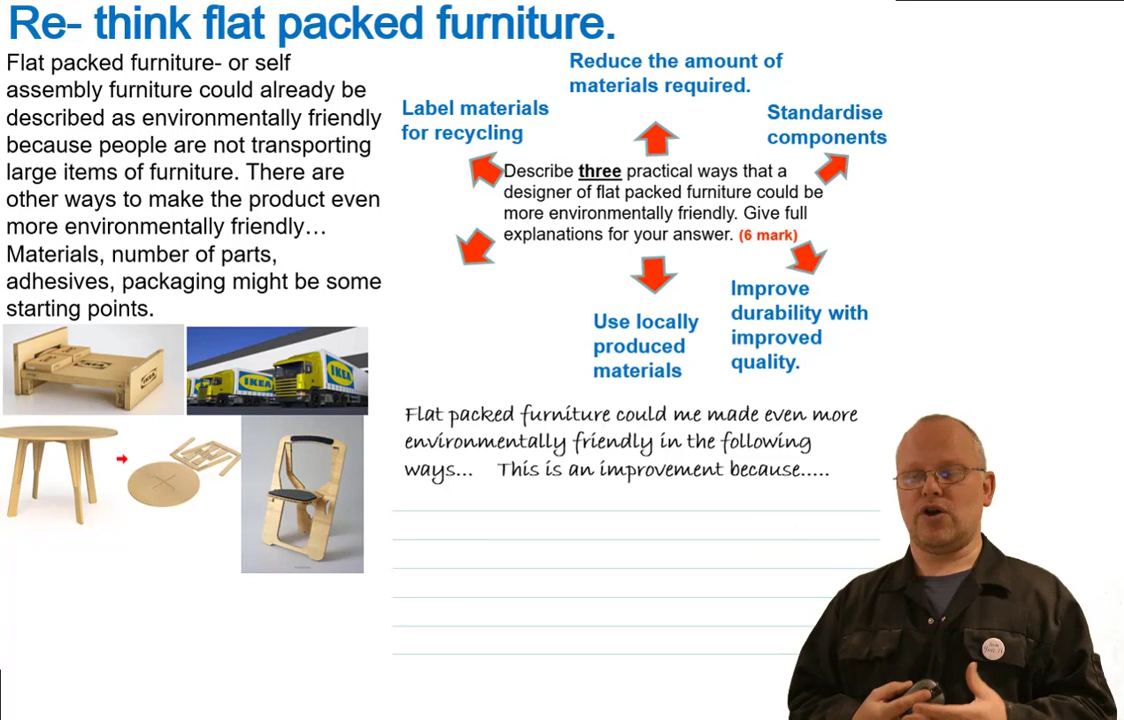 Re- think flat packed furniture.
Flat packed furniture- or self
assembly furniture could already be
described as environmentally friendly
because people are not transporting
large items of furniture. There are
other ways to make the product even
more environmentally friendly…
Materials, number of parts,
adhesives, packaging might be some
starting points.
Reduce the amount of
materials required.
Label materials
for recycling
Standardise
components
Describe three practical ways that a
designer of flat packed furniture could be
more environmentally friendly. Give full
explanations for your answer. (6 mark)
Use locally
produced
materials
Improve
durability with
improved
quality.
IKEA
IKEA
IKEA
Flat packed furniture could me made even more
environmentally friendly in the following
ways... This is an improvement because.....